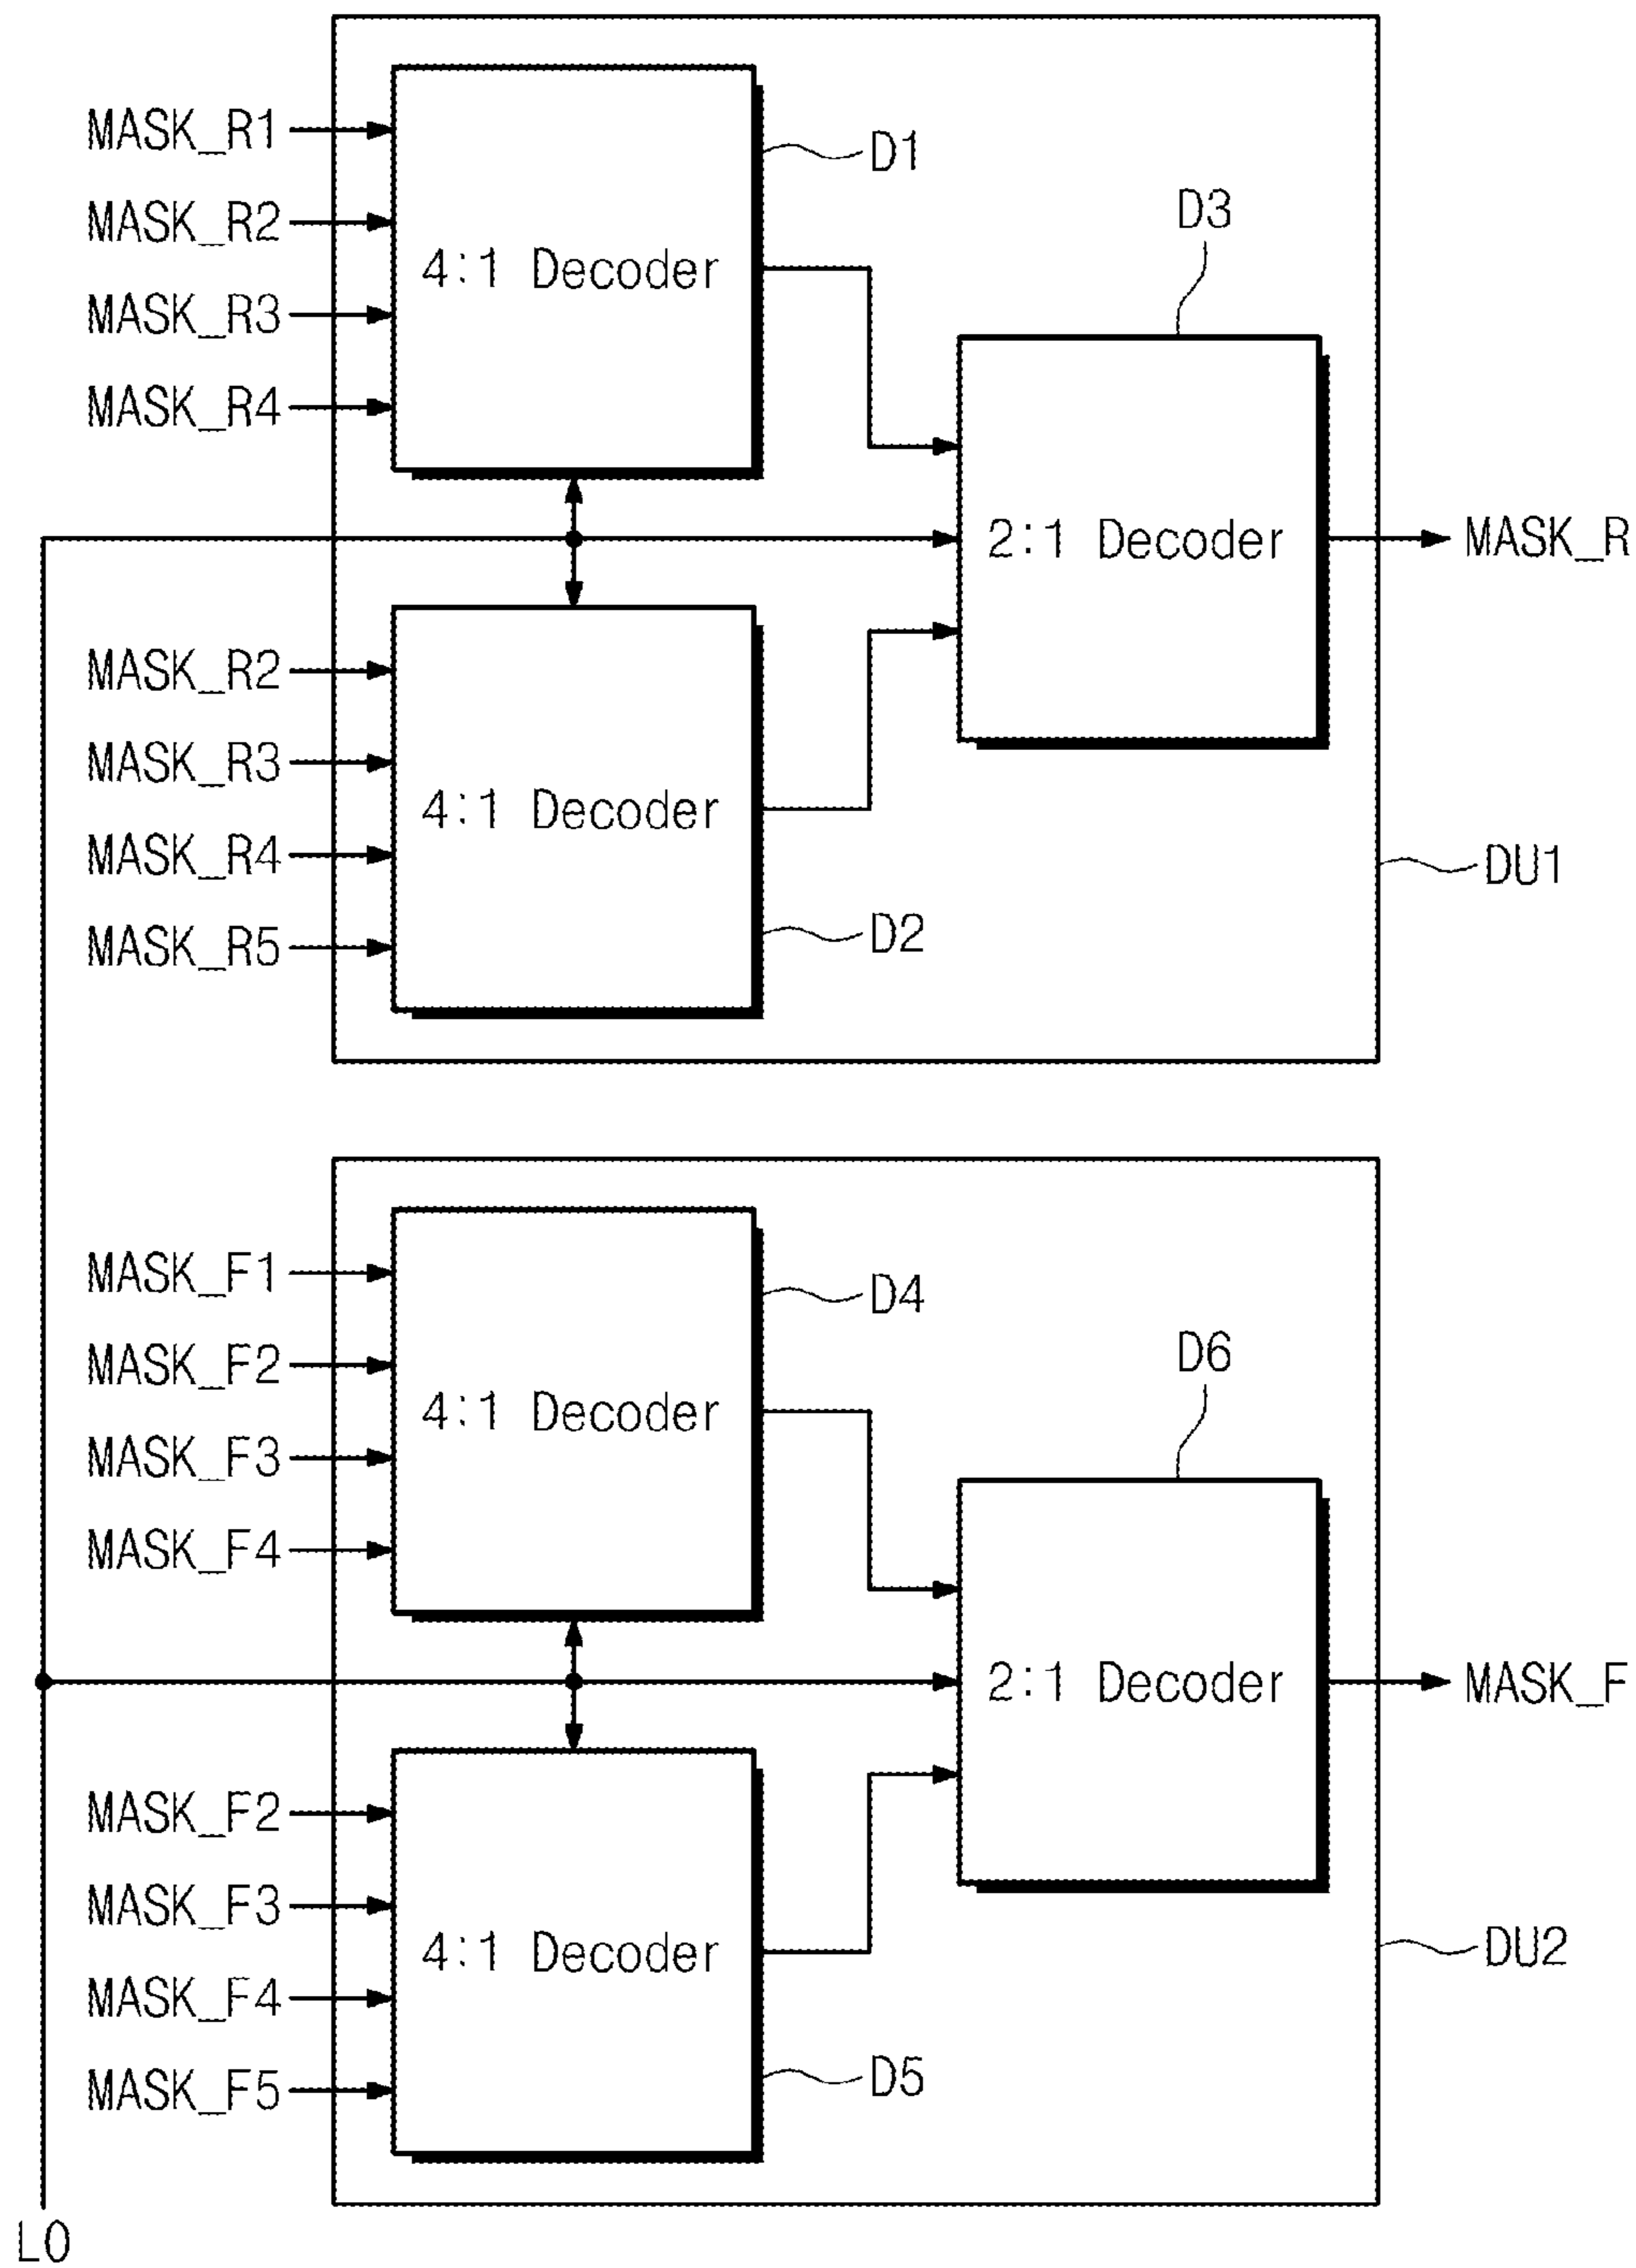 MASK_R1
D1
MASK_R2
D3
4:1 Decoder
MASK_R3
MASK_R4
2:1 Decoder
MASK_R
MASK_R2
MASK_R3
4:1 Decoder
MASK_R4
DU1
MASK_R5
D2
MASK_F1
D4
MASK_F2
D6
4:1 Decoder
MASK_F3
MASK_F4
2:1 Decoder
MASK_F
MASK_F2
MASK_F3
4:1 Decoder
DU2
MASK_F4
MASK_F5
D5
LO